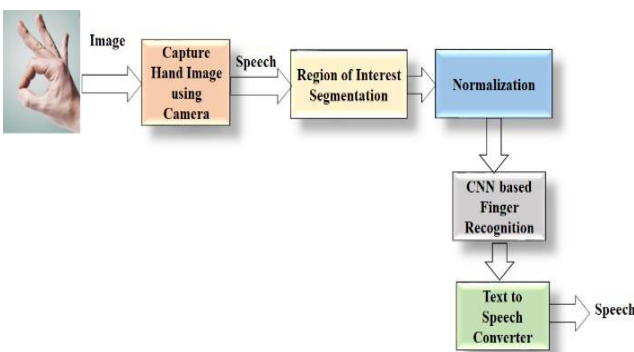 Image
Capture
Hand Image
using
Camera
Speech
Region of Interest
Segmentation
Normalization
CNN based
Finger
Recognition
Text to
Speech
Converter
Speech